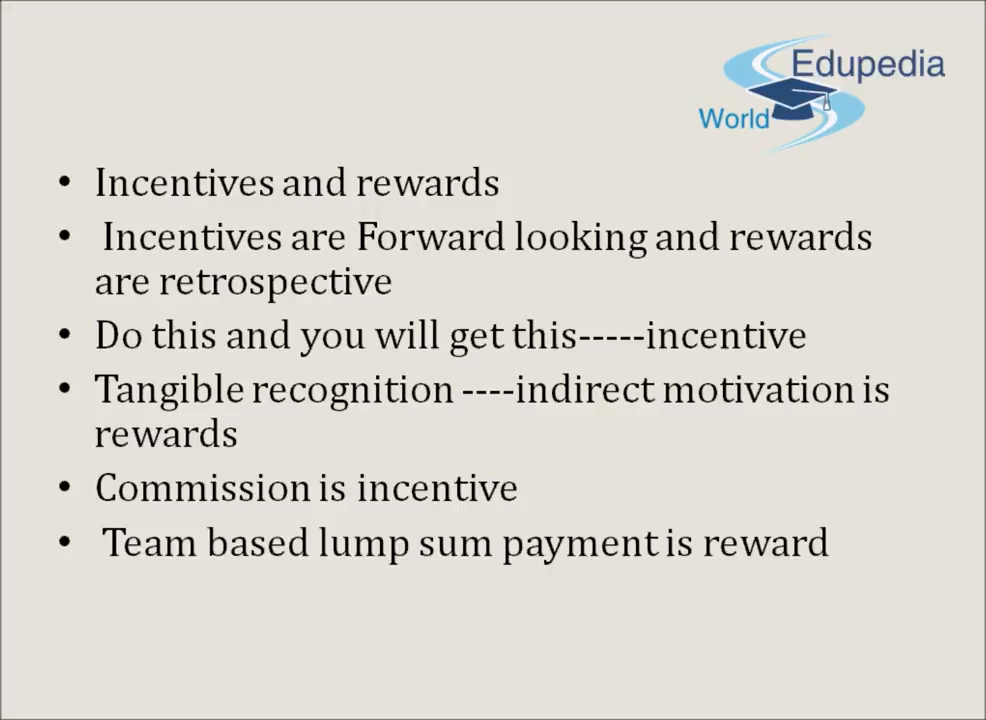 Edupedia
World
• Incentives and rewards
• Incentives are Forward looking and rewards
are retrospective
• Do this and you will get this-----incentive
• Tangible recognition ----indirect motivation is
rewards
• Commission is incentive
• Team based lump sum payment is reward